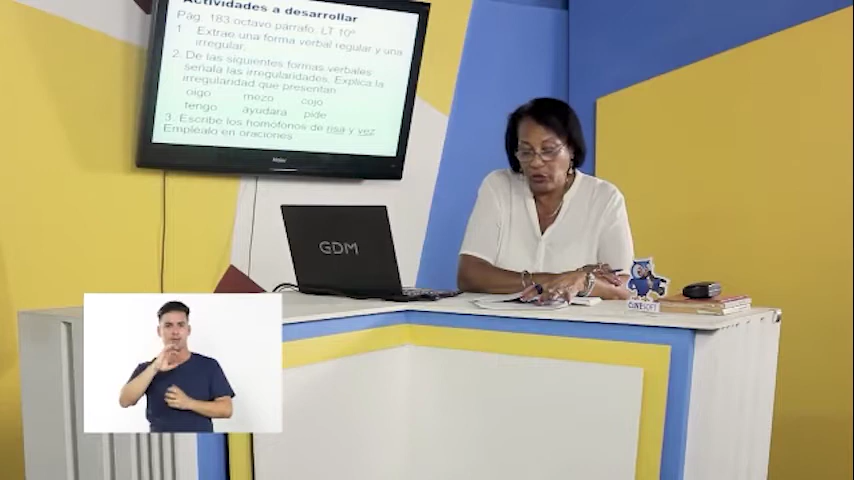 Actividades a desarrollar
Pág. 183 octavo párrafo. LT 10º
1. Extrae una forma verbal regular y una
irregular.
2. De las siguientes formas verbales
señala las irregularidades. Explica la
irregularidad que presentan
oigo mezo cojo
tengo ayudara pide
3. Escribe los homófonos de risa y vez.
Empléalo en oraciones
Haier
GDM
CINESOFT